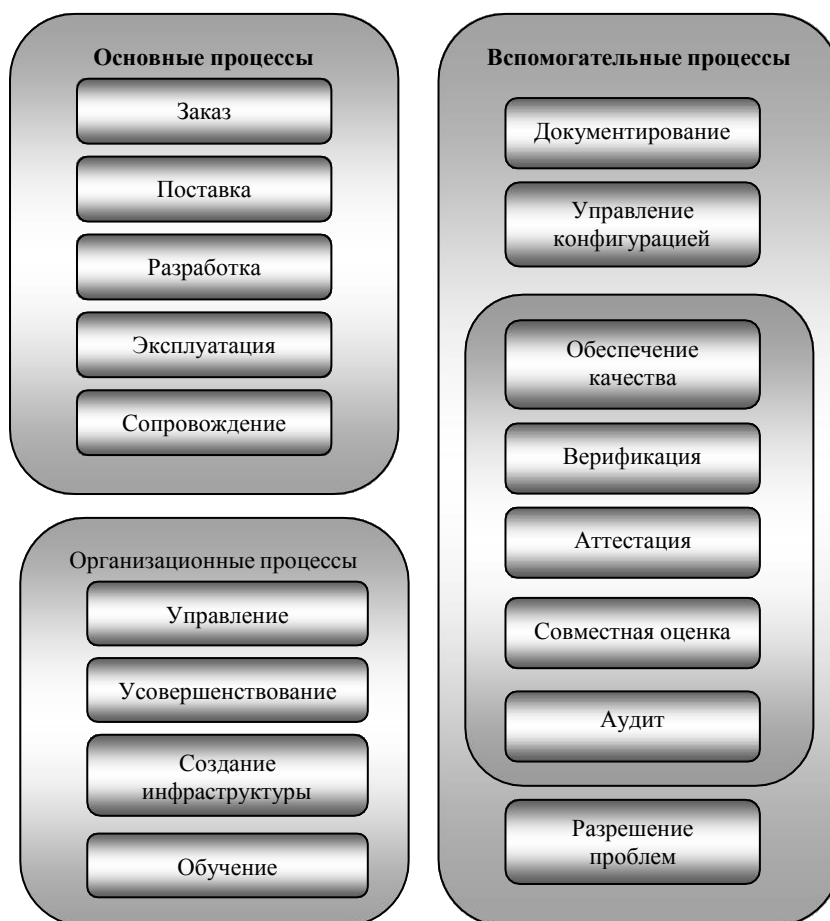 Основные процессы
Заказ
Поставка
Разработка
Эксплуатация
Сопровождение
Организационные процессы
Управление
Усовершенствование
Создание
инфраструктуры
Обучение
Вспомогательные процессы
Документирование
Управление
конфигурацией
Обеспечение
качества
Верификация
Аттестация
Совместная оценка
Аудит
Разрешение
проблем